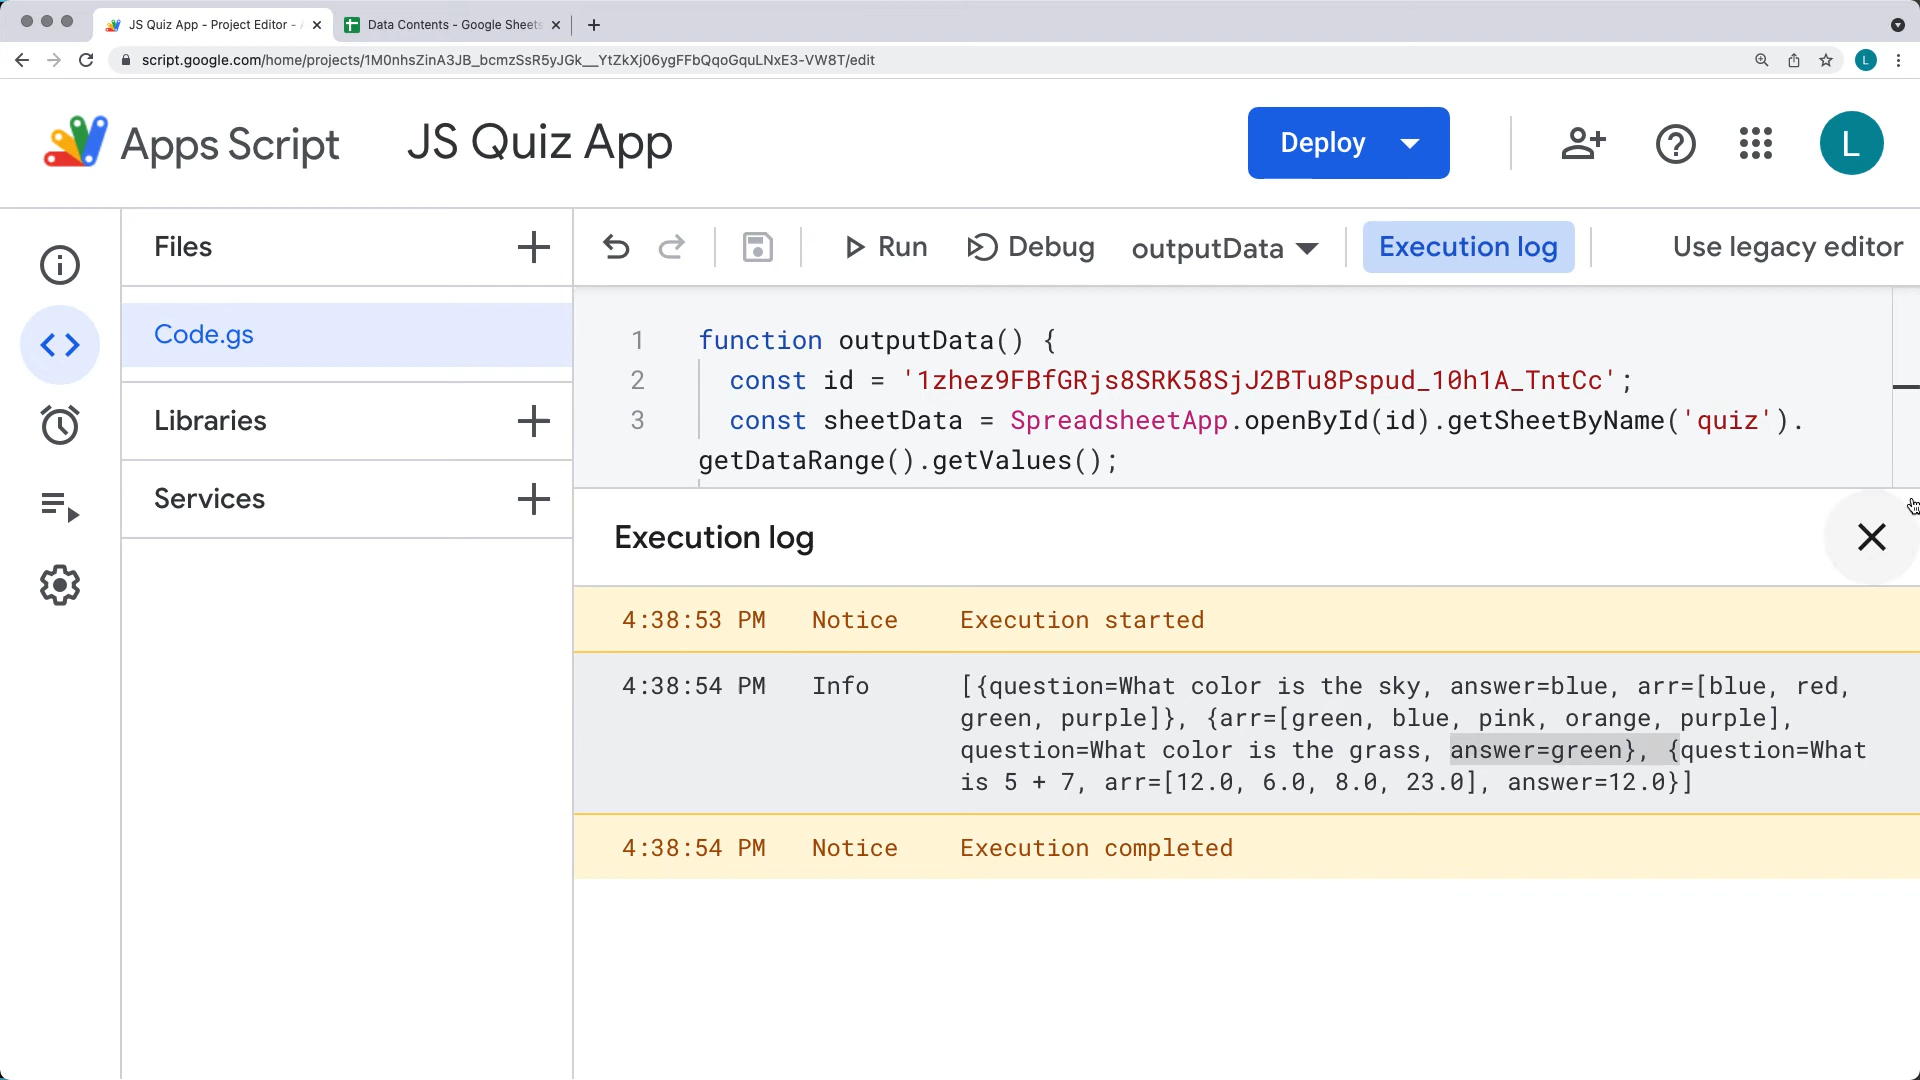 JS Quiz App - Project Editor - A
Data Contents - Google Sheets
script.google.com/home/projects/1M0nhsZinA3JB_bcmzSsR5yJGk__YtZkXj06ygFFbQqoGquLNxE3-VW8T/edit
L
Apps Script
JS Quiz App
Deploy
L
Files
Run
Debug
outputData
Execution log
Use legacy editor
Code.gs
Libraries
Services
1 function outputData() {
2 const id = '1zhez9FBfGRjs8SRK58SjJ2BTu8Pspud_10h1A_TntCc';
3 const sheetData = SpreadsheetApp.openById(id).getSheetByName('quiz').
getDataRange().getValues();
Execution log
4:38:53 PM Notice Execution started
4:38:54 PM Info [{question=What color is the sky, answer=blue, arr=[blue, red,
green, purple]}, {arr=[green, blue, pink, orange, purple],
question=What color is the grass, answer=green}, {question=What
is 5 + 7, arr=[12.0, 6.0, 8.0, 23.0], answer=12.0}]
4:38:54 PM Notice Execution completed